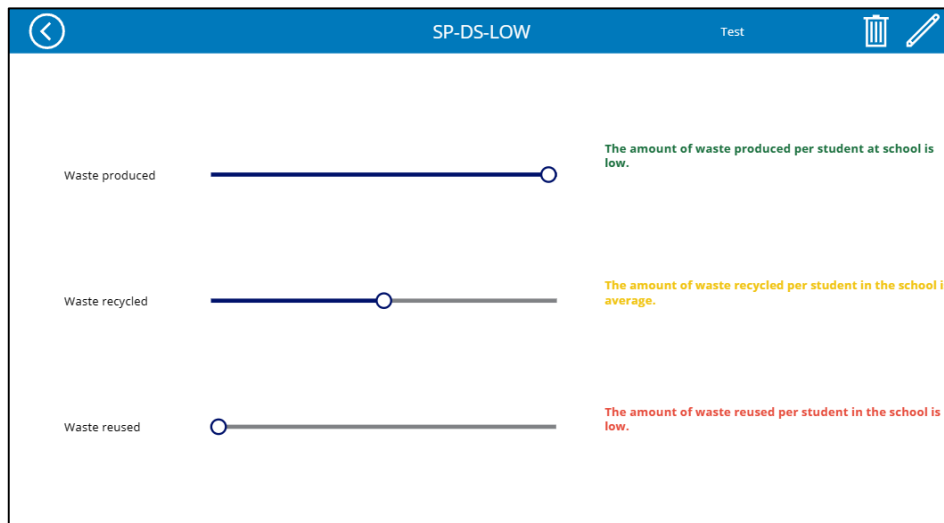 SP-DS-LOW
Test
Waste produced
The amount of waste produced per student at school is
low.
Waste recycled
The amount of waste recycled per student in the school i
average.
Waste reused
The amount of waste reused per student in the school is
low.